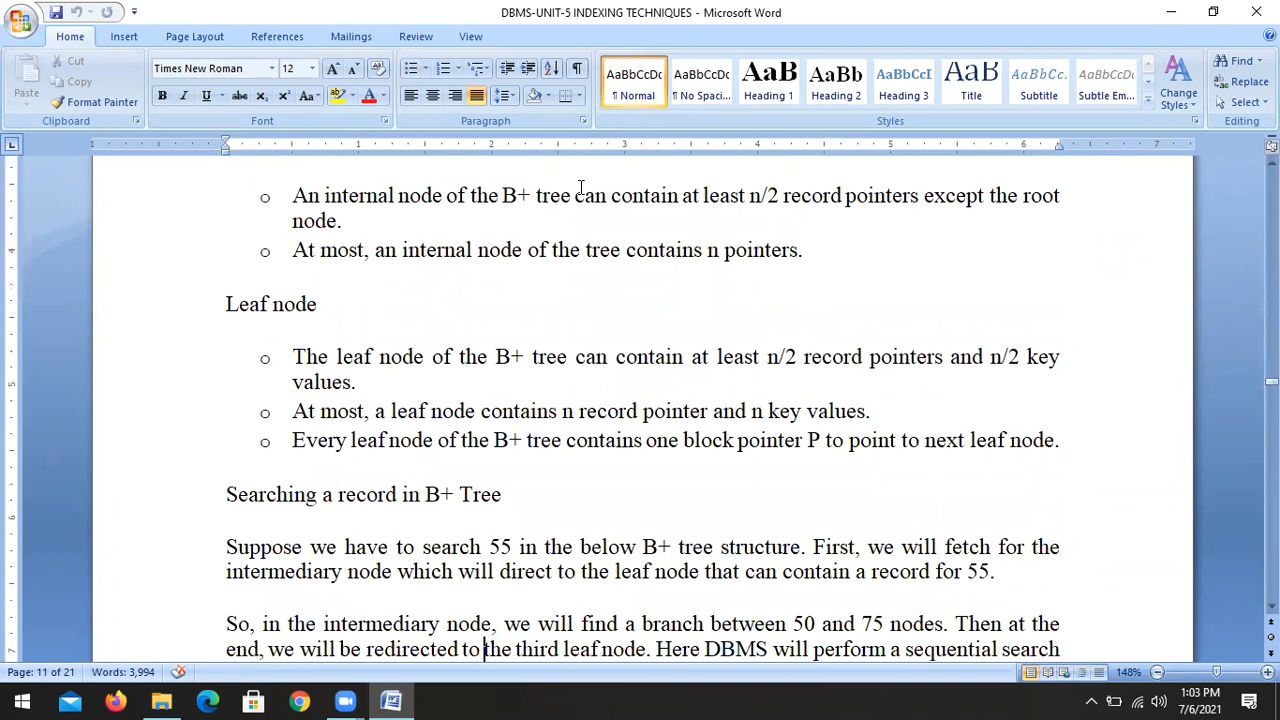 DBMS-UNIT-5 INDEXING TECHNIQUES - Microsoft Word
Home Insert Page Layout References Mailings Review View
Paste
Cut
Copy
Format Painter
Clipboard
Times New Roman 12
Font
Paragraph
AaBbCcDc AaBbCcDc AaB AaBbCc AaBbCcI AaB AaBbCcI AaBbCcDc
¶ Normal ¶ No Spaci... Heading 1 Heading 2 Heading 3 Title Subtitle Subtle Em...
Styles
Change Styles
Find
Replace
Select
Editing
1 1 2 3 4 5 6 7
o An internal node of the B+ tree can contain at least n/2 record pointers except the root
node.
o At most, an internal node of the tree contains n pointers.
Leaf node
o The leaf node of the B+ tree can contain at least n/2 record pointers and n/2 key
values.
o At most, a leaf node contains n record pointer and n key values.
o Every leaf node of the B+ tree contains one block pointer P to point to next leaf node.
Searching a record in B+ Tree
Suppose we have to search 55 in the below B+ tree structure. First, we will fetch for the
intermediary node which will direct to the leaf node that can contain a record for 55.
So, in the intermediary node, we will find a branch between 50 and 75 nodes. Then at the
end, we will be redirected to the third leaf node. Here DBMS will perform a sequential search
Page: 11 of 21 Words: 3,994 148%
1:03 PM
7/6/2021